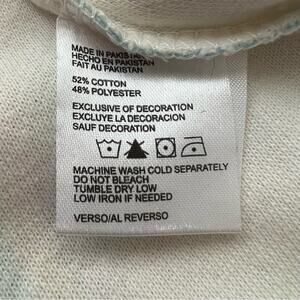 MADE IN PAKISTAN
HECHO EN PAKISTAN
FAIT AU PAKISTAN
52% COTTON
48% POLYESTER
EXCLUSIVE OF DECORATION
EXCLUYE LA DECORACION
SAUF DECORATION
MACHINE WASH COLD SEPARATELY
DO NOT BLEACH
TUMBLE DRY LOW
LOW IRON IF NEEDED
VERSO/AL REVERSO